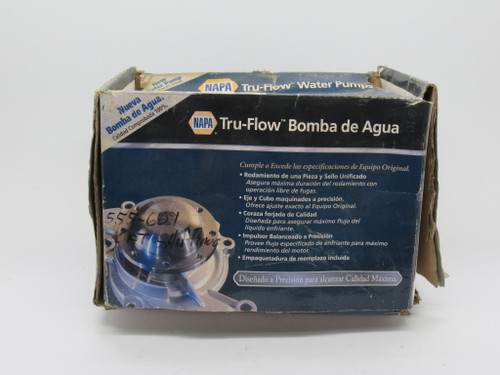 New
NAPA Tru-Flow™ Water Pumps
Nueva
Bomba de Agua.
Calidad Comprobada 100%.
NAPA Tru-Flow™ Bomba de Agua
Cumple o Excede las especificaciones de Equipo Original.
• Rodamiento de una Pieza y Sello Unificado
Asegura máxima duración del rodamiento con
operación libre de fugas.
• Eje y Cubo maquinados a precisión.
Ofrece ajuste exacto al Equipo Original.
• Coraza forjada de Calidad
Diseñada para asegurar máximo flujo del
líquido enfriante.
• Impulsor Balanceado a Precisión
Provee flujo especificado de enfriante para máximo
rendimiento del motor.
• Empaquetadura de reemplazo incluida
Diseñado a Precisión para alcanzar Calidad Máxima.